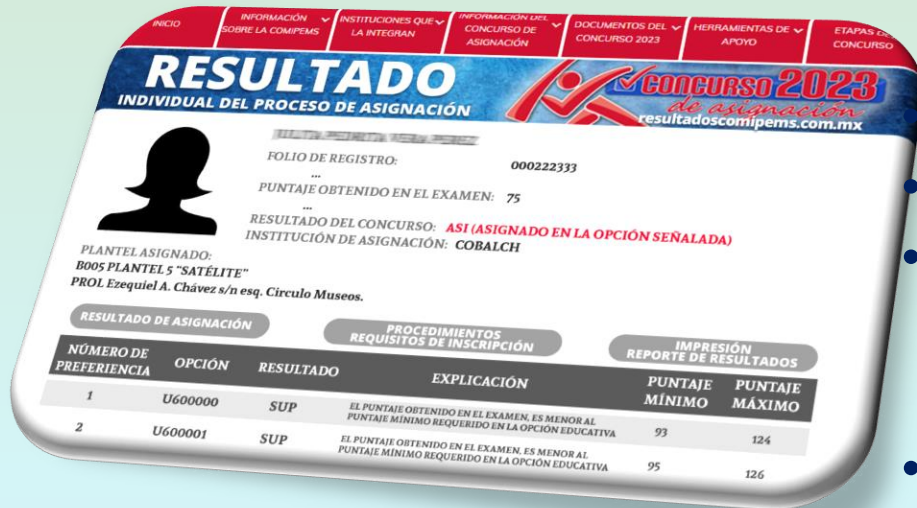 INICIO
INFORMACIÓN SOBRE LA COMIPEMS
INSTITUCIONES QUE LA INTEGRAN
INFORMACIÓN DEL CONCURSO DE ASIGNACIÓN
DOCUMENTOS DEL CONCURSO 2023
HERRAMIENTAS DE APOYO
ETAPAS DEL CONCURSO
RESULTADO
INDIVIDUAL DEL PROCESO DE ASIGNACIÓN
CONCURSO 2023
de asignación
resultadoscomipems.com.mx
FOLIO DE REGISTRO: 000222333
...
PUNTAJE OBTENIDO EN EL EXAMEN: 75
...
RESULTADO DEL CONCURSO: ASI (ASIGNADO EN LA OPCIÓN SEÑALADA)
INSTITUCIÓN DE ASIGNACIÓN: COBALCH
PLANTEL ASIGNADO:
B005 PLANTEL 5 "SATÉLITE"
PROL Ezequiel A. Chávez s/n esq. Circulo Museos.
RESULTADO DE ASIGNACIÓN
PROCEDIMIENTOS
REQUISITOS DE INSCRIPCIÓN
IMPRESIÓN
REPORTE DE RESULTADOS
NÚMERO DE PREFERIENCIA OPCIÓN RESULTADO EXPLICACIÓN PUNTAJE MÍNIMO PUNTAJE MÁXIMO
1 U600000 SUP EL PUNTAJE OBTENIDO EN EL EXAMEN, ES MENOR AL PUNTAJE MÍNIMO REQUERIDO EN LA OPCIÓN EDUCATIVA 93 124
2 U600001 SUP EL PUNTAJE OBTENIDO EN EL EXAMEN, ES MENOR AL PUNTAJE MÍNIMO REQUERIDO EN LA OPCIÓN EDUCATIVA 95 126